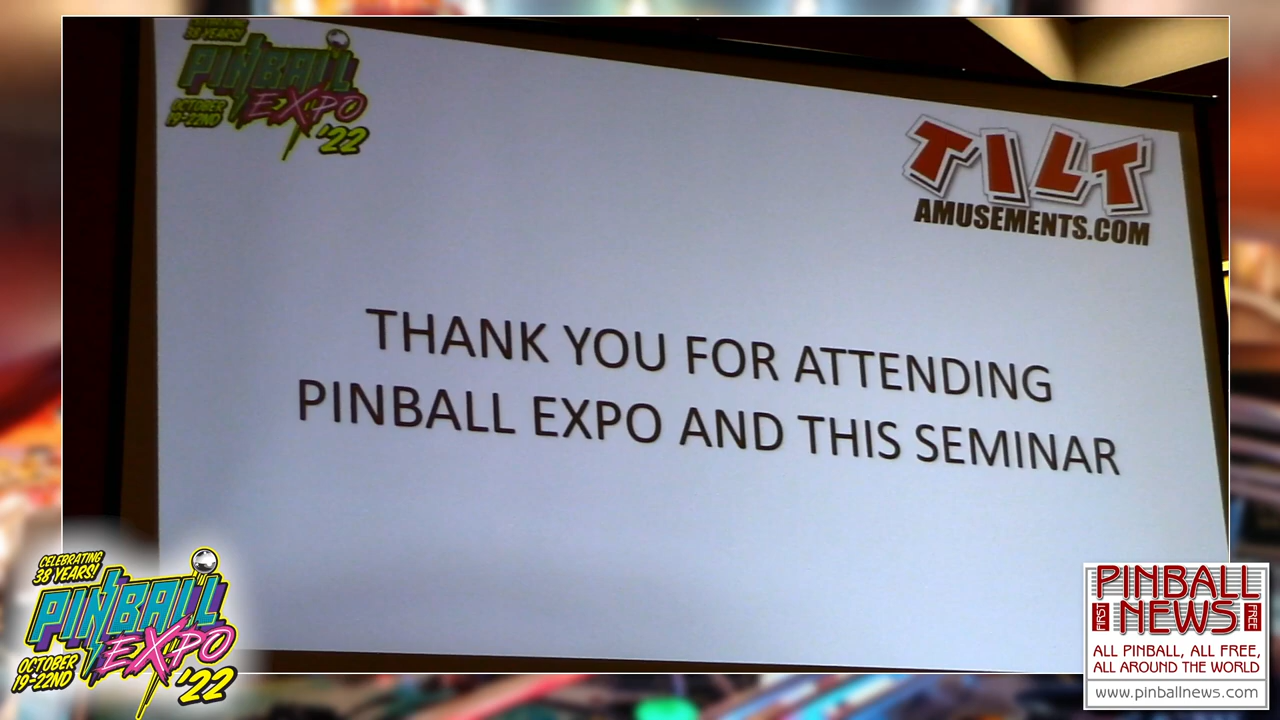 CELEBRATING
38 YEARS!
PINBALL
EXPO
OCTOBER
19-22ND
'22
TILT
AMUSEMENTS.COM
THANK YOU FOR ATTENDING
PINBALL EXPO AND THIS SEMINAR
CELEBRATING
38 YEARS!
PINBALL
EXPO
OCTOBER
19-22ND
'22
PINBALL
FIRST NEWS FREE
ALL PINBALL, ALL FREE,
ALL AROUND THE WORLD
www.pinballnews.com